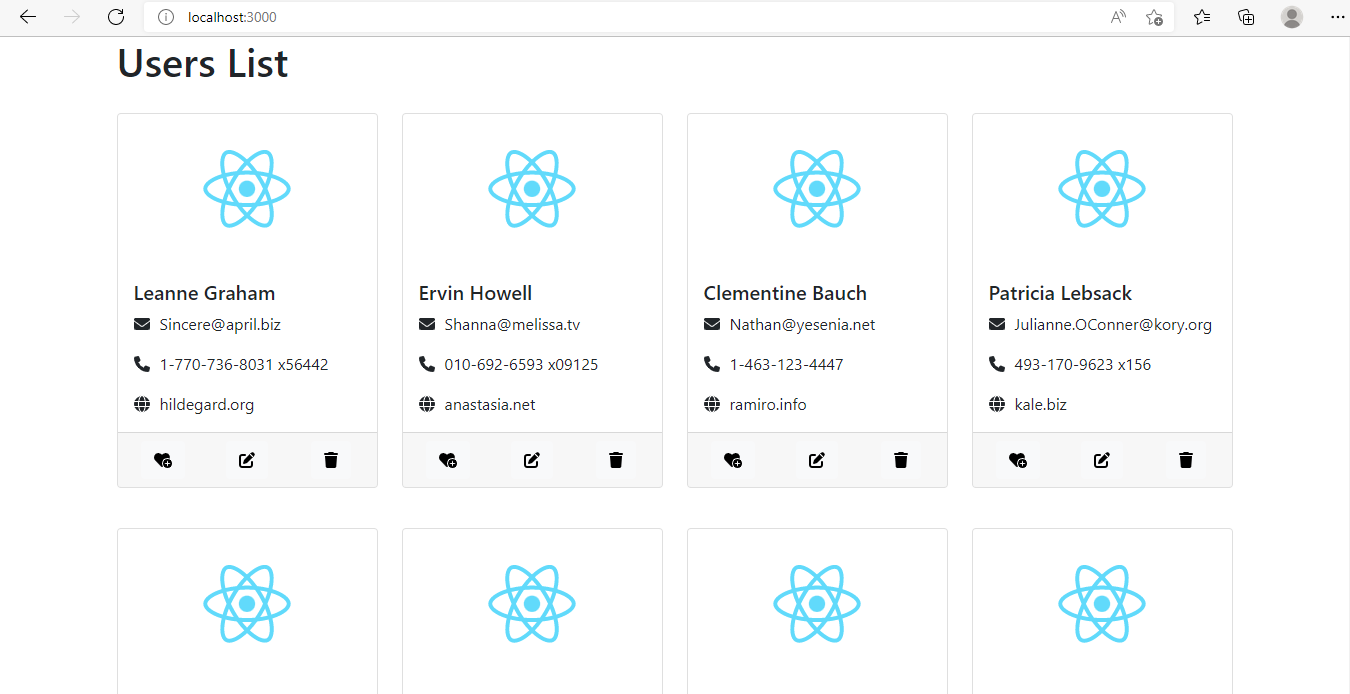 localhost:3000
Users List
Leanne Graham
Sincere@april.biz
1-770-736-8031 x56442
hildegard.org
Ervin Howell
Shanna@melissa.tv
010-692-6593 x09125
anastasia.net
Clementine Bauch
Nathan@yesenia.net
1-463-123-4447
ramiro.info
Patricia Lebsack
Julianne.OConner@kory.org
493-170-9623 x156
kale.biz